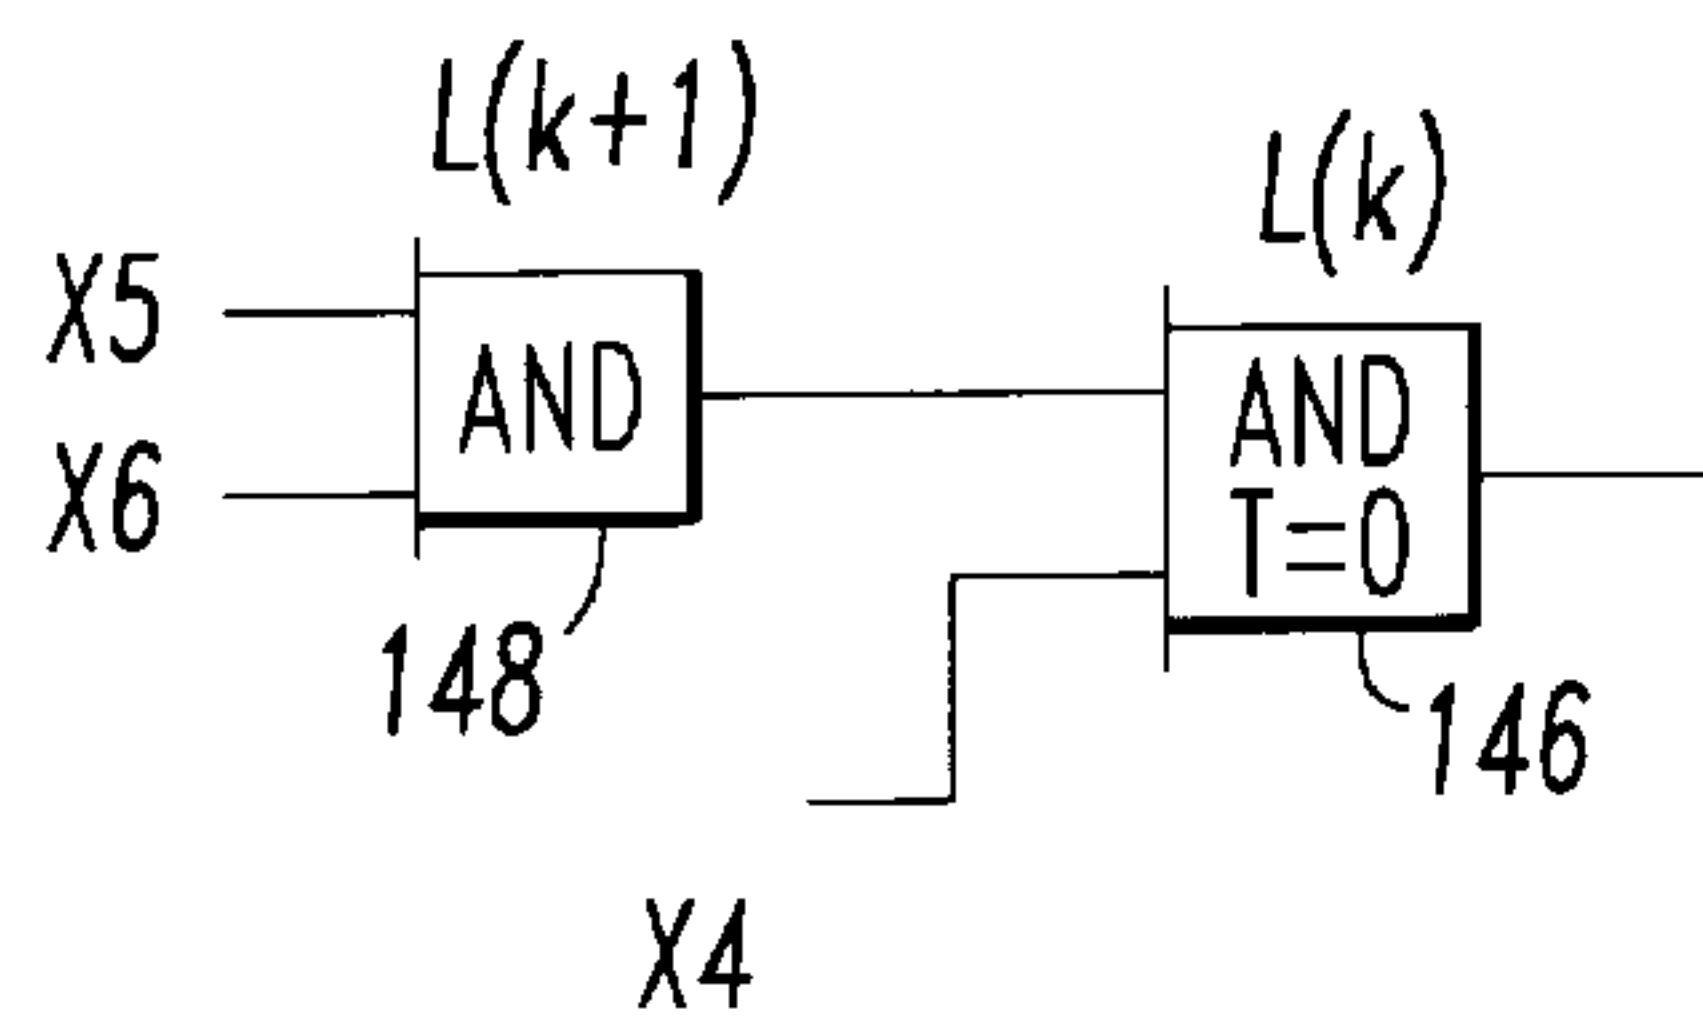 L(k+1)
L(k)
X5
AND
AND
X6
T=0
148
146
X4